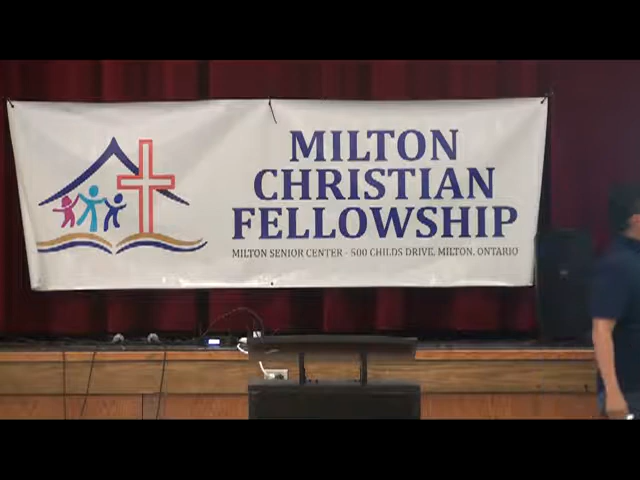 MILTON
CHRISTIAN
FELLOWSHIP
MILTON SENIOR CENTER - 500 CHILDS DRIVE, MILTON, ONTARIO